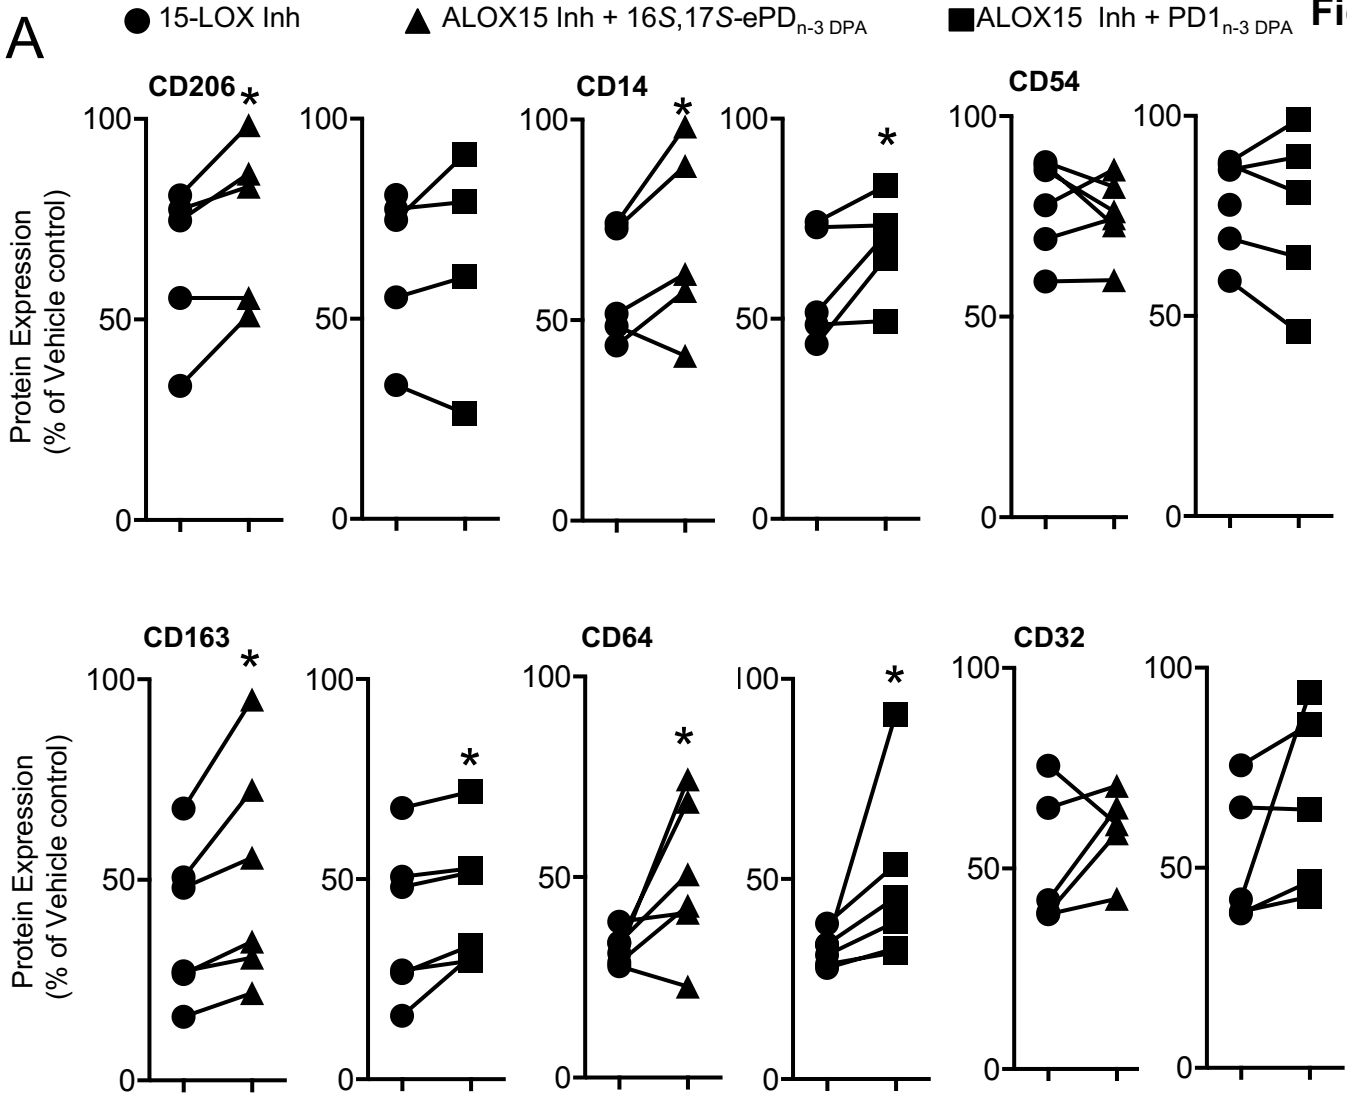 A
15-LOX Inh
ALOX15 Inh + 16S,17S-ePDn-3 DPA
ALOX15 Inh + PD1n-3 DPA
CD206 *
CD14 *
*
CD54
Protein Expression
(% of Vehicle control)
100
50
0
100
50
0
100
50
0
100
50
0
100
50
0
100
50
0
CD163 *
*
CD64 *
*
CD32
Protein Expression
(% of Vehicle control)
100
50
0
100
50
0
100
50
0
100
50
0
100
50
0
100
50
0